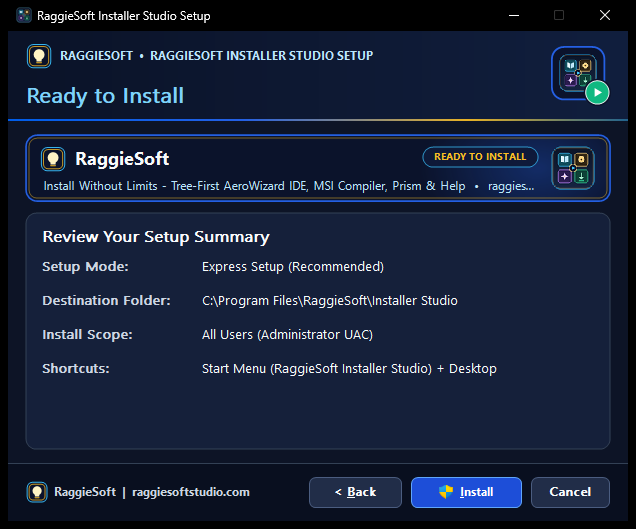 RaggieSoft Installer Studio Setup
RAGGIESOFT • RAGGIESOFT INSTALLER STUDIO SETUP
Ready to Install
RaggieSoft
READY TO INSTALL
Install Without Limits - Tree-First AeroWizard IDE, MSI Compiler, Prism & Help • raggies...
Review Your Setup Summary
Setup Mode: Express Setup (Recommended)
Destination Folder: C:\Program Files\RaggieSoft\Installer Studio
Install Scope: All Users (Administrator UAC)
Shortcuts: Start Menu (RaggieSoft Installer Studio) + Desktop
RaggieSoft | raggiesoftstudio.com
< Back
Install
Cancel